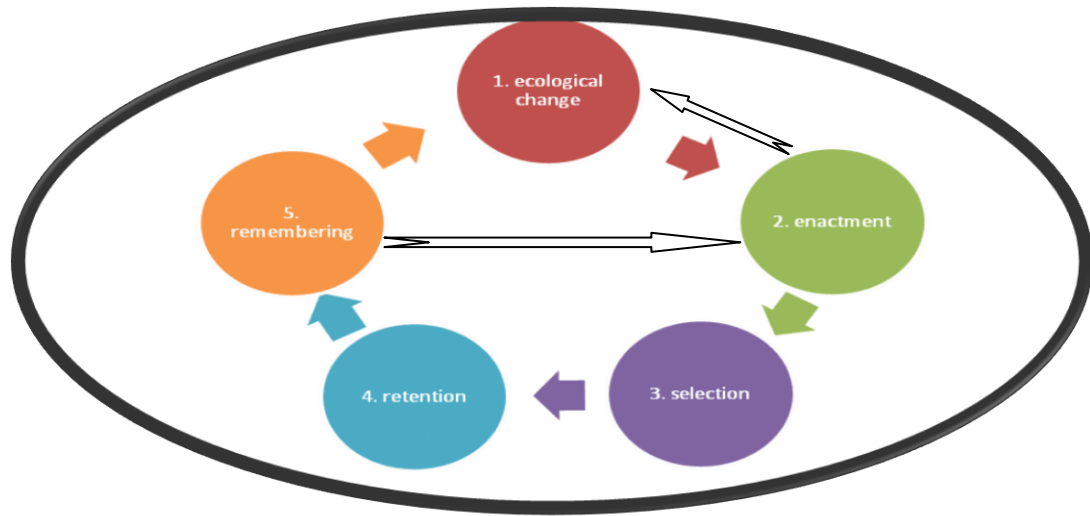 1. ecological
change
2. enactment
3. selection
4. retention
5.
remembering